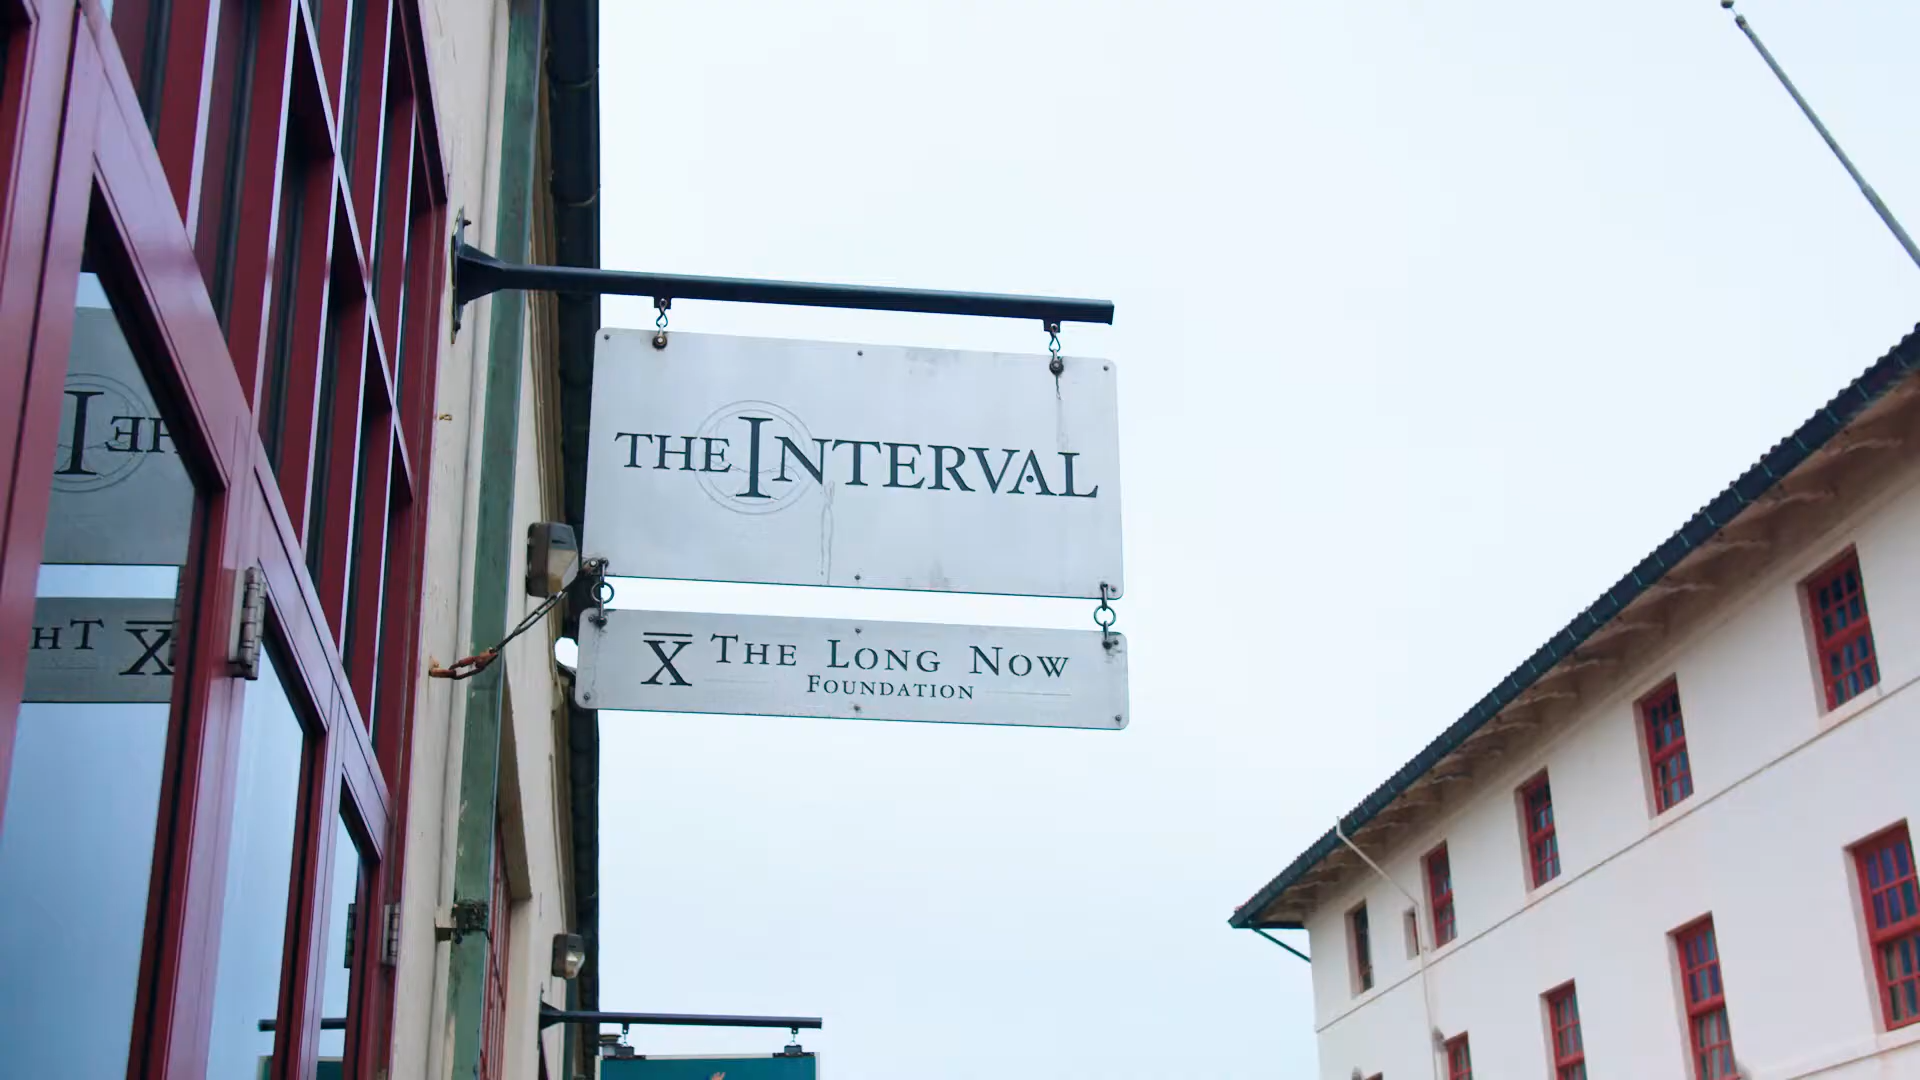 THE INTERVAL
X̅ THE LONG NOW
FOUNDATION